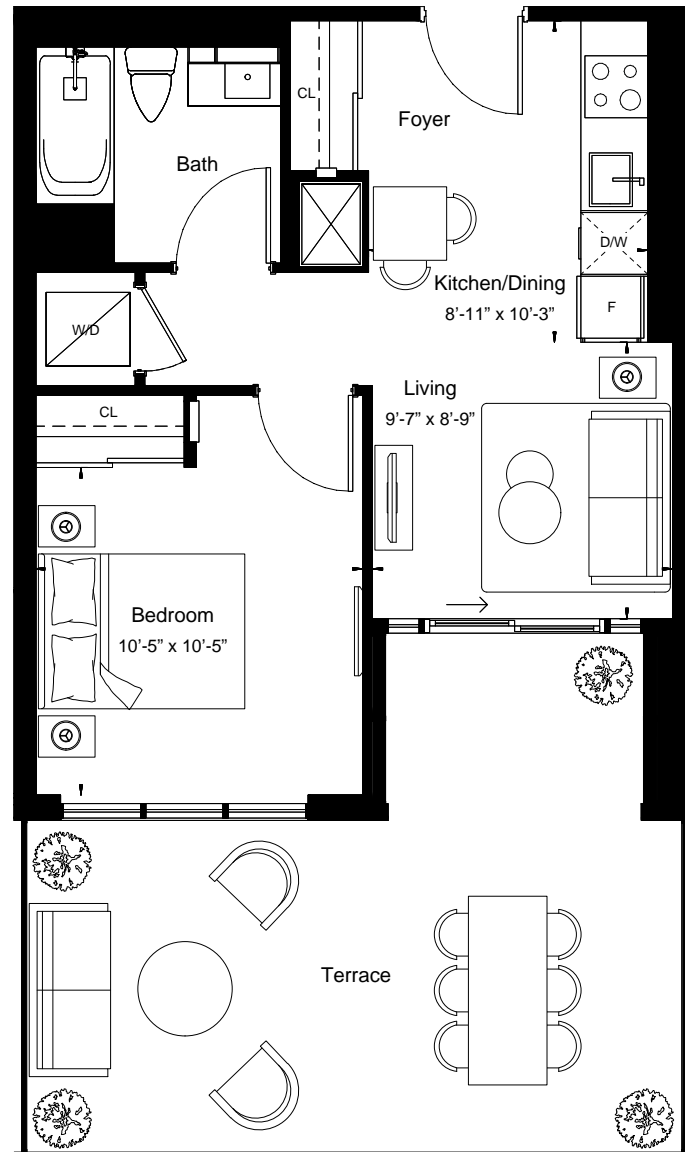 CL
Foyer
Bath
D/W
Kitchen/Dining
8’-11” x 10’-3”
F
W/D
Living
9’-7” x 8’-9”
CL
Bedroom
10’-5” x 10’-5”
Terrace